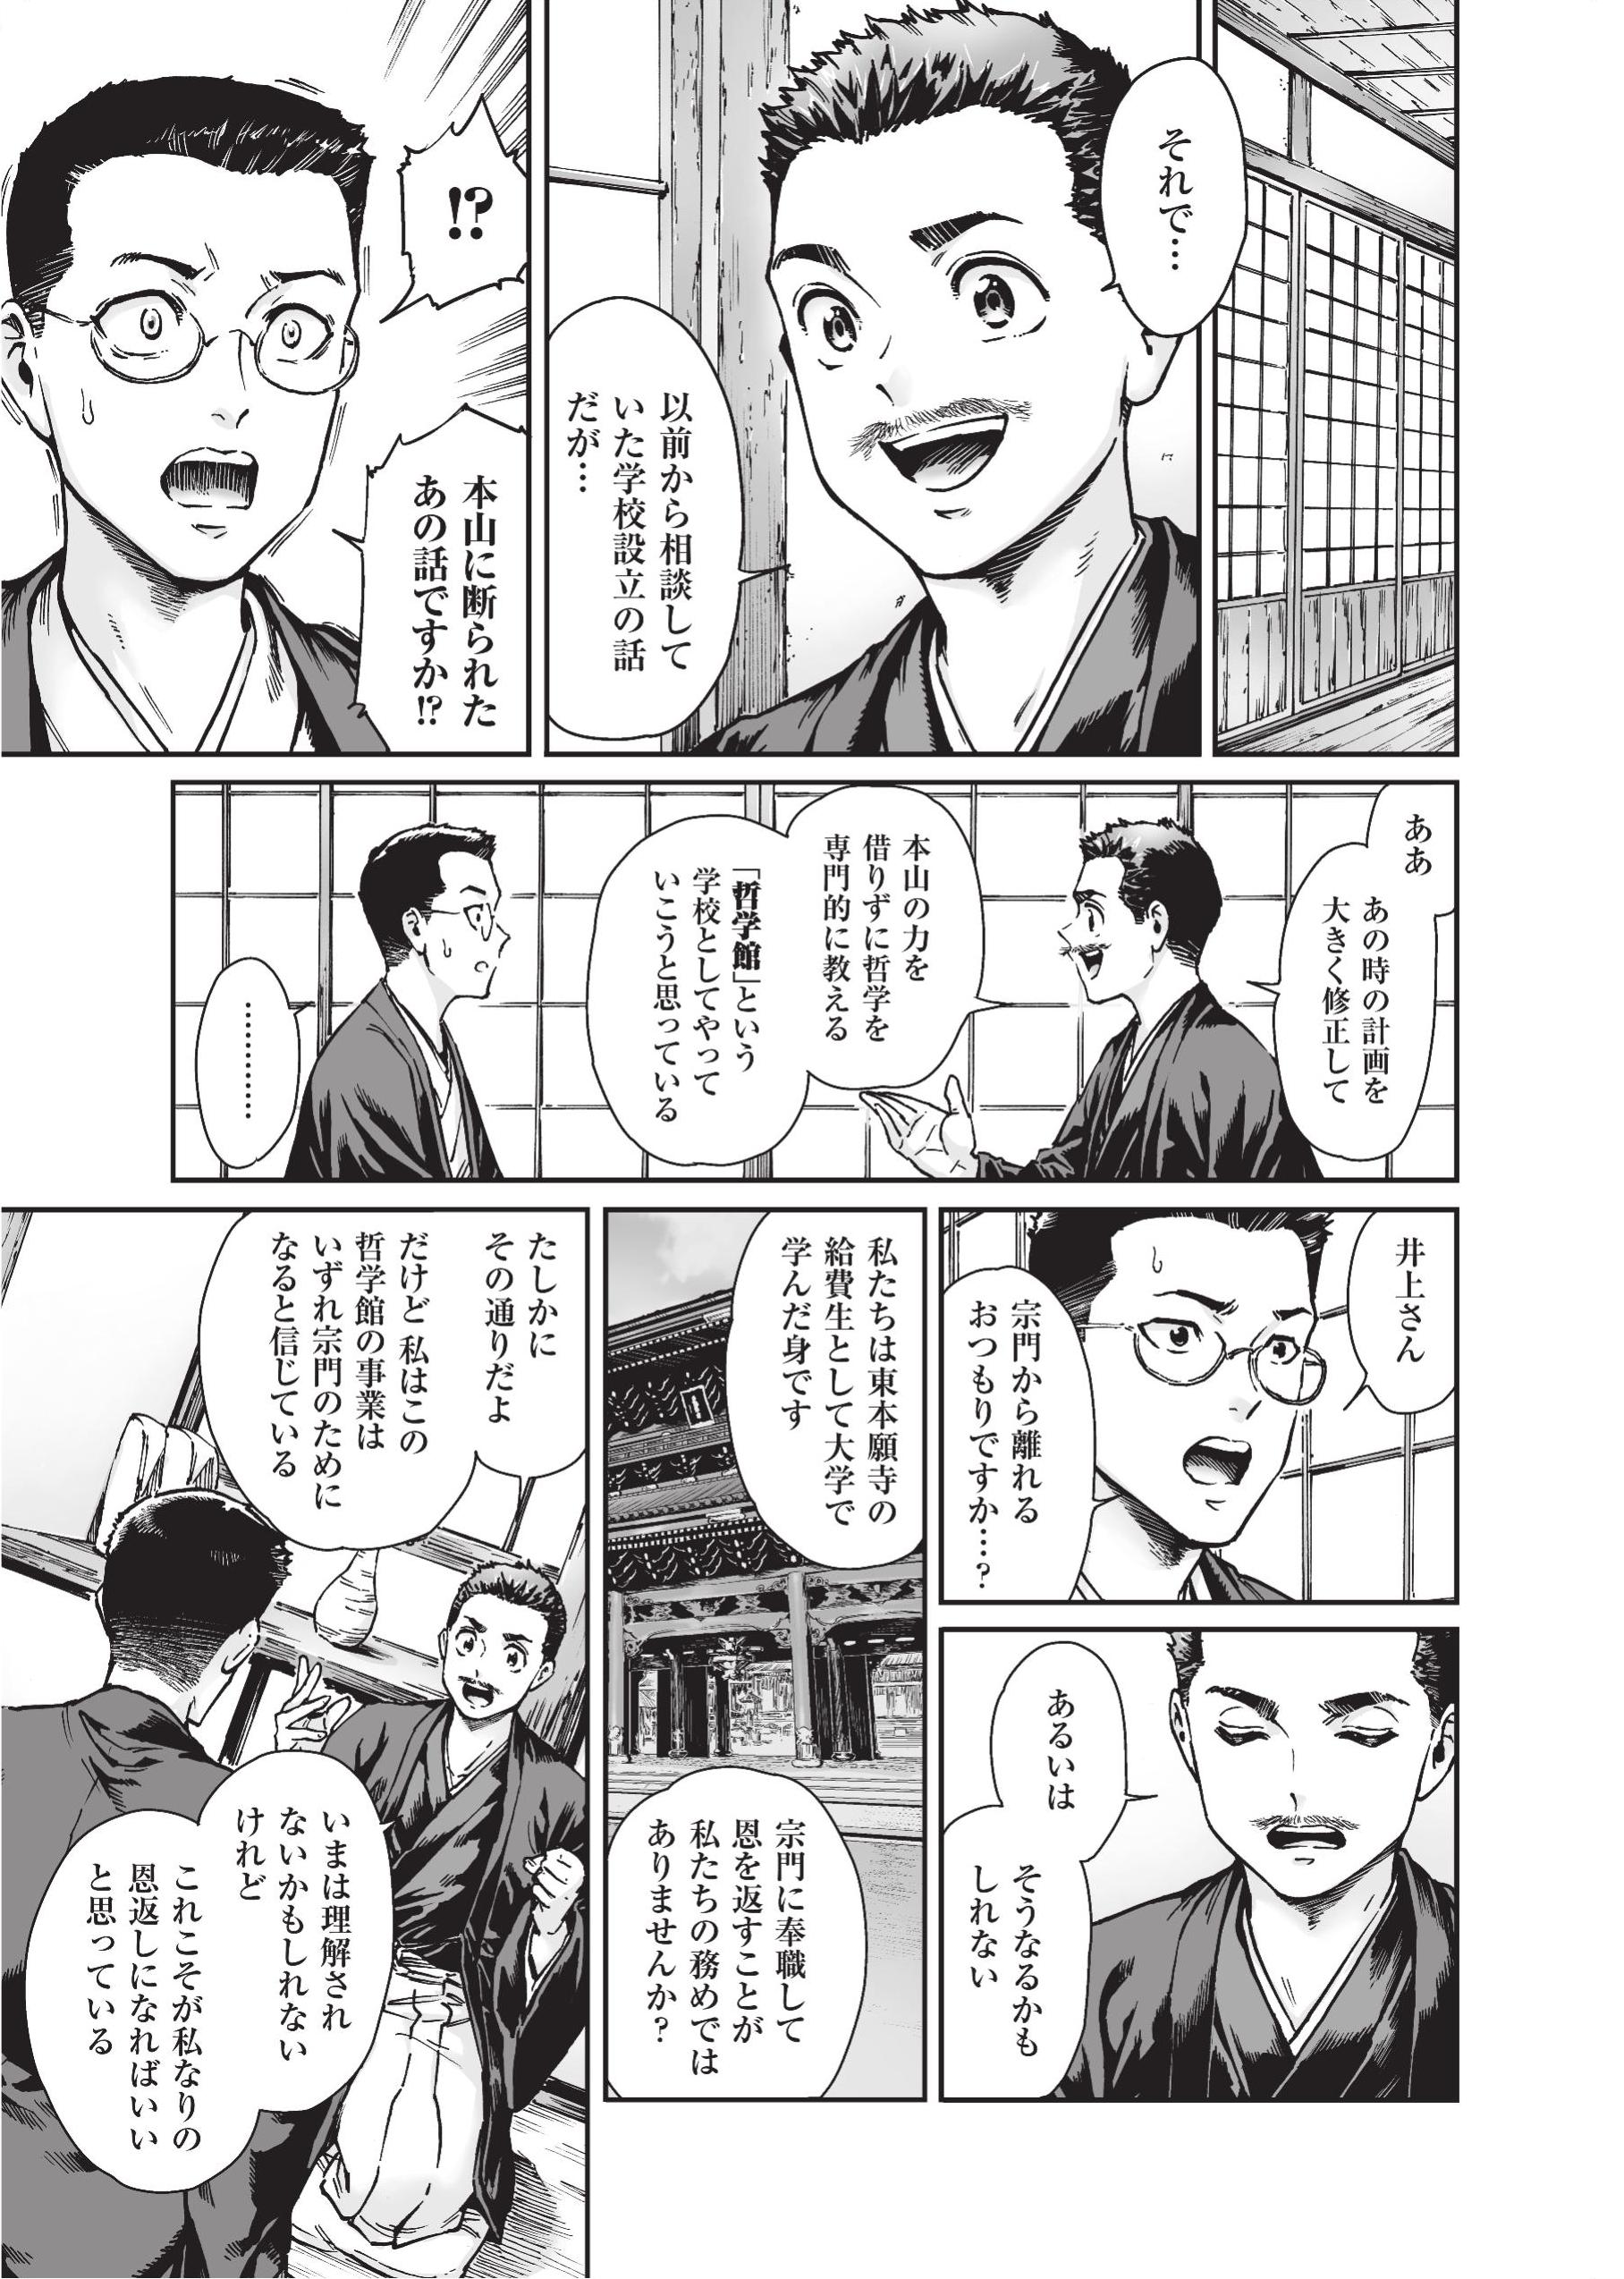 それで…
以前から相談して
いた学校設立の話
だが…
!?
本山に断られた
あの話ですか!?
ああ
あの時の計画を
大きく修正して
本山の力を
借りずに哲学を
専門的に教える
「哲学館」という
学校としてやって
いこうと思っている
…………
井上さん
宗門から離れる
おつもりですか…?
あるいは
そうなるかも
しれない
私たちは東本願寺の
給費生として大学で
学んだ身です
宗門に奉職して
恩を返すことが
私たちの務めでは
ありませんか?
たしかに
その通りだよ
だけど 私はこの
哲学館の事業は
いずれ宗門のために
なると信じている
いまは理解され
ないかもしれない
けれど
これこそが私なりの
恩返しになればいい
と思っている